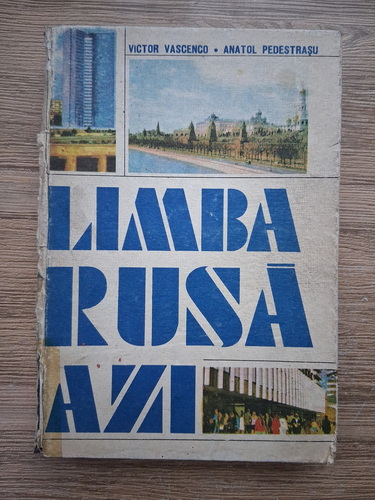 VICTOR VASCENCO • ANATOL PEDESTRAȘU
LIMBA
RUSĂ
AZI